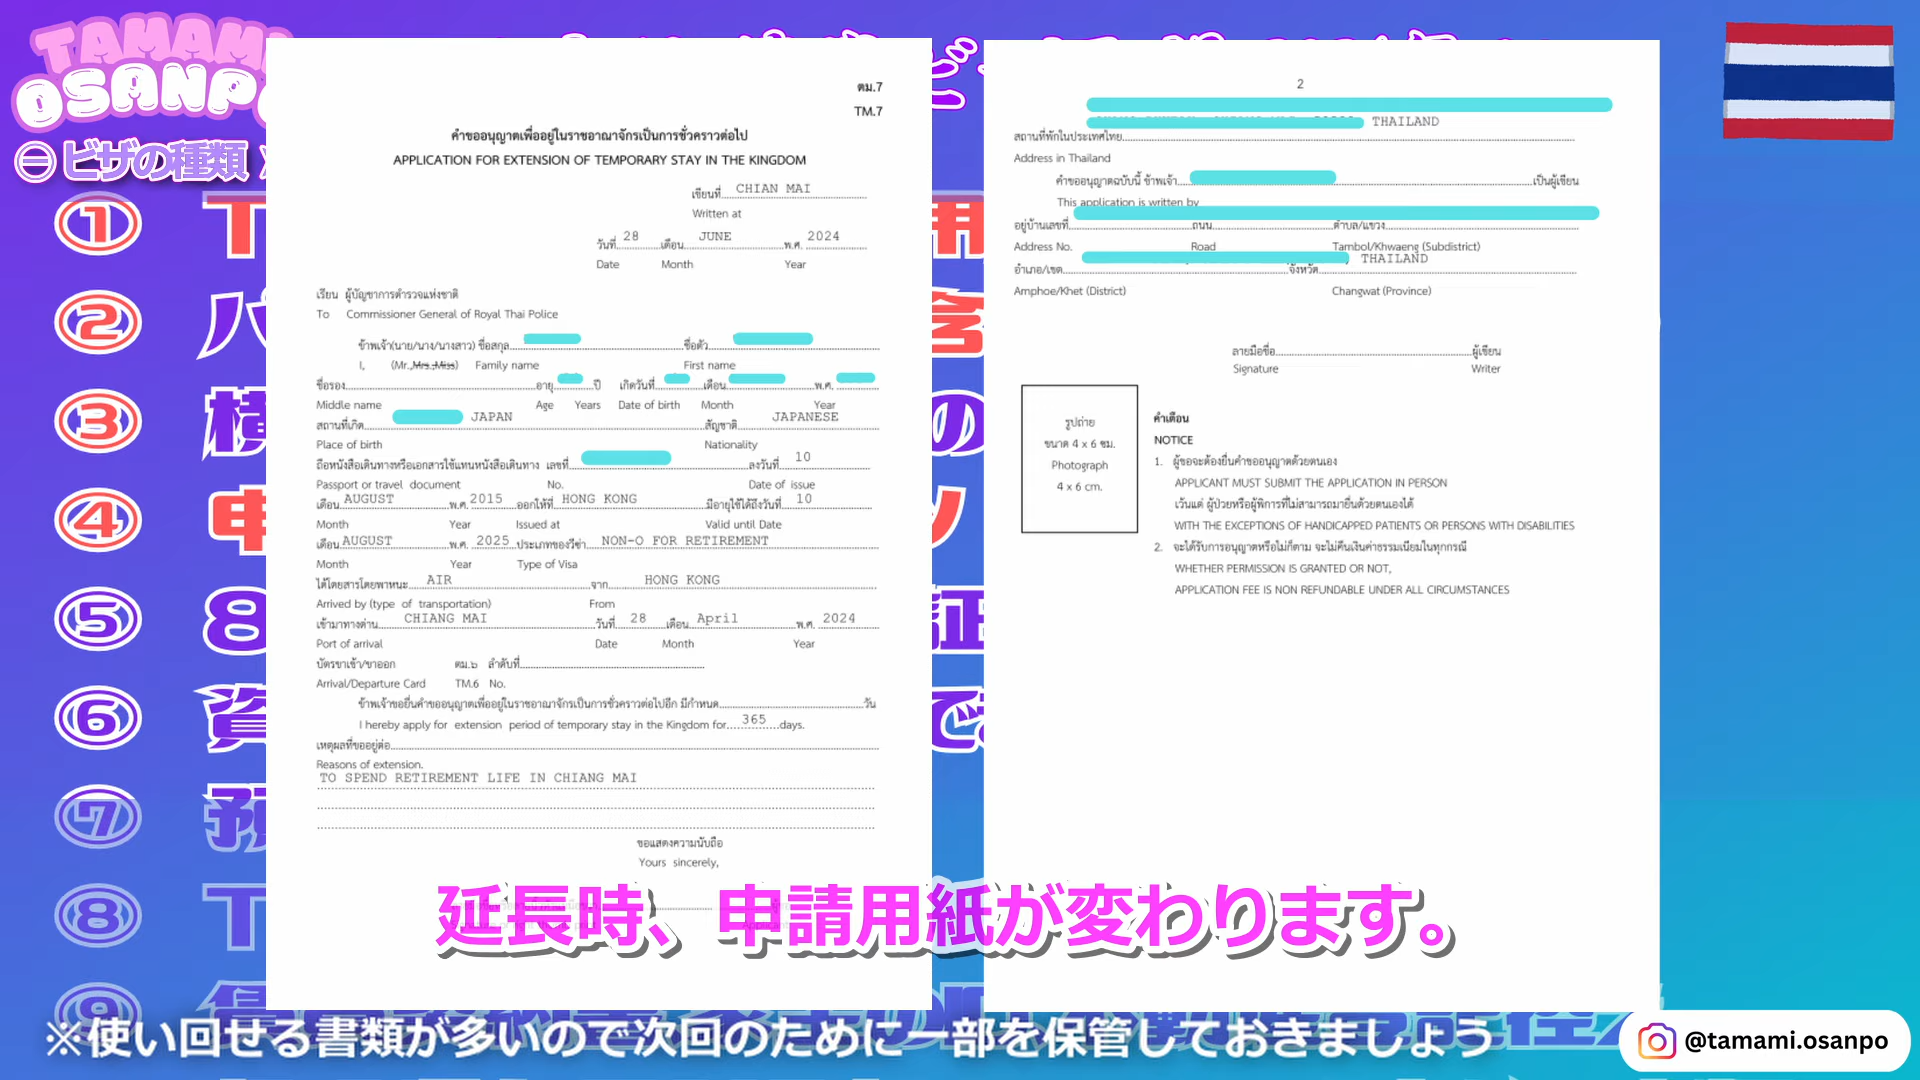 TAMAMI
OSANPO
㊁ビザの種類
①
②
③
④
⑤
⑥
⑦
⑧
⑨
ตม.7
TM.7
คำขออนุญาตเพื่ออยู่ในราชอาณาจักรเป็นการชั่วคราวต่อไป
APPLICATION FOR EXTENSION OF TEMPORARY STAY IN THE KINGDOM
เขียนที่ CHIAN MAI
Written at
วันที่ 28 เดือน JUNE พ.ศ. 2024
Date Month Year
เรียน ผู้บัญชาการตำรวจแห่งชาติ
To Commissioner General of Royal Thai Police
ข้าพเจ้า(นาย/นาง/นางสาว) ชื่อสกุล ชื่อตัว
I, (Mr.,Mrs.,Miss) Family name First name
ชื่อรอง อายุ ปี เกิดวันที่ เดือน พ.ศ.
Middle name Age Years Date of birth Month Year
สถานที่เกิด JAPAN สัญชาติ JAPANESE
Place of birth Nationality
ถือหนังสือเดินทางหรือเอกสารใช้แทนหนังสือเดินทาง เลขที่ ลงวันที่ 10
Passport or travel document No. Date of issue
เดือน AUGUST พ.ศ. 2015 ออกให้ที่ HONG KONG มีอายุใช้ได้ถึงวันที่ 10
Month Year Issued at Valid until Date
เดือน AUGUST พ.ศ. 2025 ประเภทของวีซ่า NON-O FOR RETIREMENT
Month Year Type of Visa
ได้โดยสารโดยพาหนะ AIR จาก HONG KONG
Arrived by (type of transportation) From
เข้ามาทางด่าน CHIANG MAI วันที่ 28 เดือน April พ.ศ. 2024
Port of arrival Date Month Year
บัตรขาเข้า/ขาออก ตม.๖ ลำดับที่
Arrival/Departure Card TM.6 No.
ข้าพเจ้าขอยื่นคำขออนุญาตเพื่ออยู่ในราชอาณาจักรเป็นการชั่วคราวต่อไปอีก มีกำหนด วัน
I hereby apply for extension period of temporary stay in the Kingdom for 365 days.
เหตุผลที่ขออยู่ต่อ
Reasons of extension.
TO SPEND RETIREMENT LIFE IN CHIANG MAI
ขอแสดงความนับถือ
Yours sincerely,
2
THAILAND
สถานที่พักในประเทศไทย
Address in Thailand
คำขออนุญาตฉบับนี้ ข้าพเจ้า เป็นผู้เขียน
This application is written by
อยู่บ้านเลขที่ ถนน ตำบล/แขวง
Address No. Road Tambol/Khwaeng (Subdistrict)
THAILAND
อำเภอ/เขต จังหวัด
Amphoe/Khet (District) Changwat (Province)
ลายมือชื่อ ผู้เขียน
Signature Writer
รูปถ่าย
ขนาด 4 x 6 ซม.
Photograph
4 x 6 cm.
คำเตือน
NOTICE
1. ผู้ขอจะต้องยื่นคำขออนุญาตด้วยตนเอง
APPLICANT MUST SUBMIT THE APPLICATION IN PERSON
เว้นแต่ ผู้ป่วยหรือผู้พิการที่ไม่สามารถมายื่นด้วยตนเองได้
WITH THE EXCEPTIONS OF HANDICAPPED PATIENTS OR PERSONS WITH DISABILITIES
2. จะได้รับการอนุญาตหรือไม่ก็ตาม จะไม่คืนเงินค่าธรรมเนียมในทุกกรณี
WHETHER PERMISSION IS GRANTED OR NOT,
APPLICATION FEE IS NON REFUNDABLE UNDER ALL CIRCUMSTANCES
延長時、申請用紙が変わります。
※使い回せる書類が多いので次回のために一部を保管しておきましょう
@tamami.osanpo